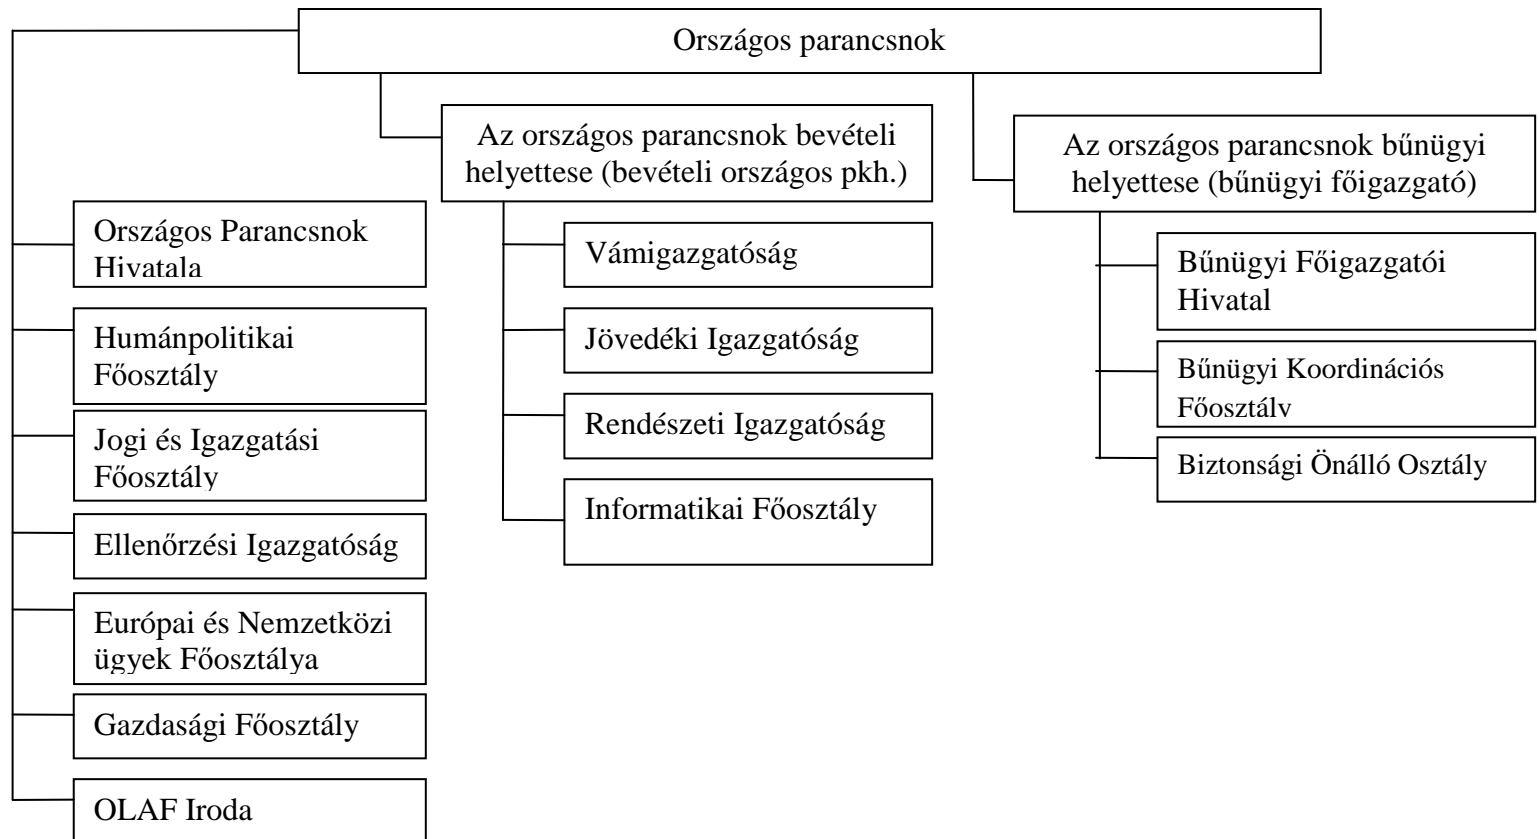 Országos parancsnok
Az országos parancsnok bevételi
helyettese (bevételi országos pkh.)
Az országos parancsnok bűnügyi
helyettese (bűnügyi főigazgató)
Országos Parancsnok
Hivatala
Humánpolitikai
Főosztály
Jogi és Igazgatási
Főosztály
Ellenőrzési Igazgatóság
Európai és Nemzetközi
ügyek Főosztálya
Gazdasági Főosztály
OLAF Iroda
Vámigazgatóság
Jövedéki Igazgatóság
Rendészeti Igazgatóság
Informatikai Főosztály
Bűnügyi Főigazgatói
Hivatal
Bűnügyi Koordinációs
Főosztály
Biztonsági Önálló Osztály